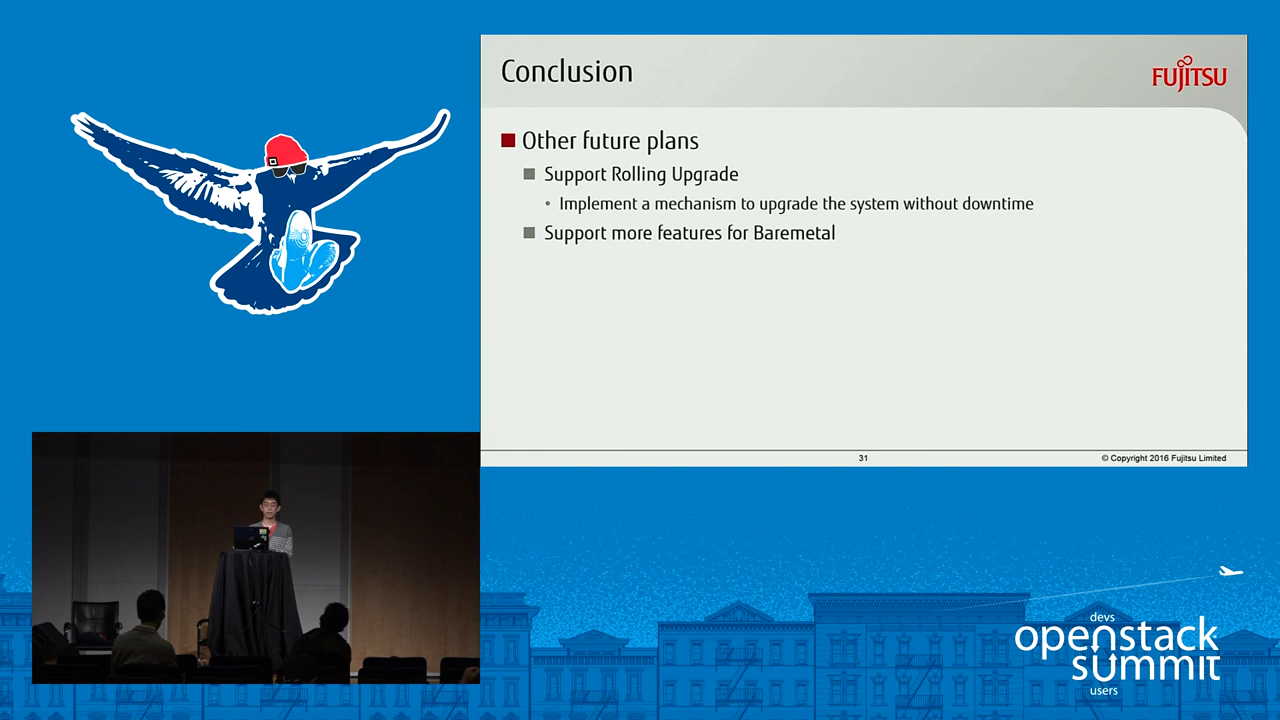 Conclusion
FUJITSU
Other future plans
Support Rolling Upgrade
• Implement a mechanism to upgrade the system without downtime
Support more features for Baremetal
31
© Copyright 2016 Fujitsu Limited
devs
openstack
summit
users